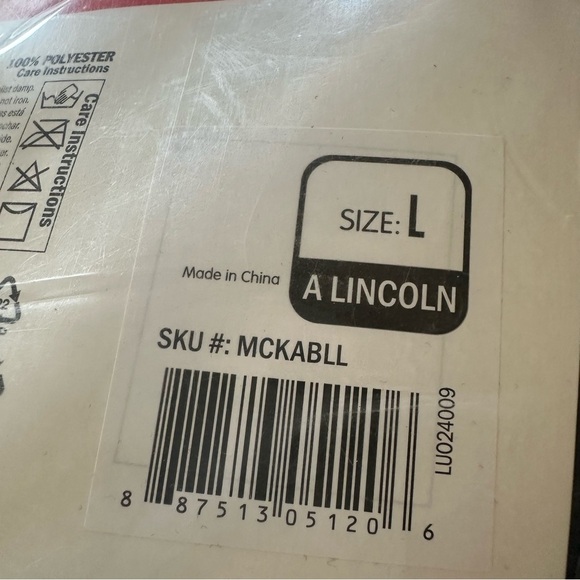 100% POLYESTER
Care Instructions
Care Instructions
SIZE: L
Made in China
A LINCOLN
SKU #: MCKABLL
LU024009
8 87513 05120 6